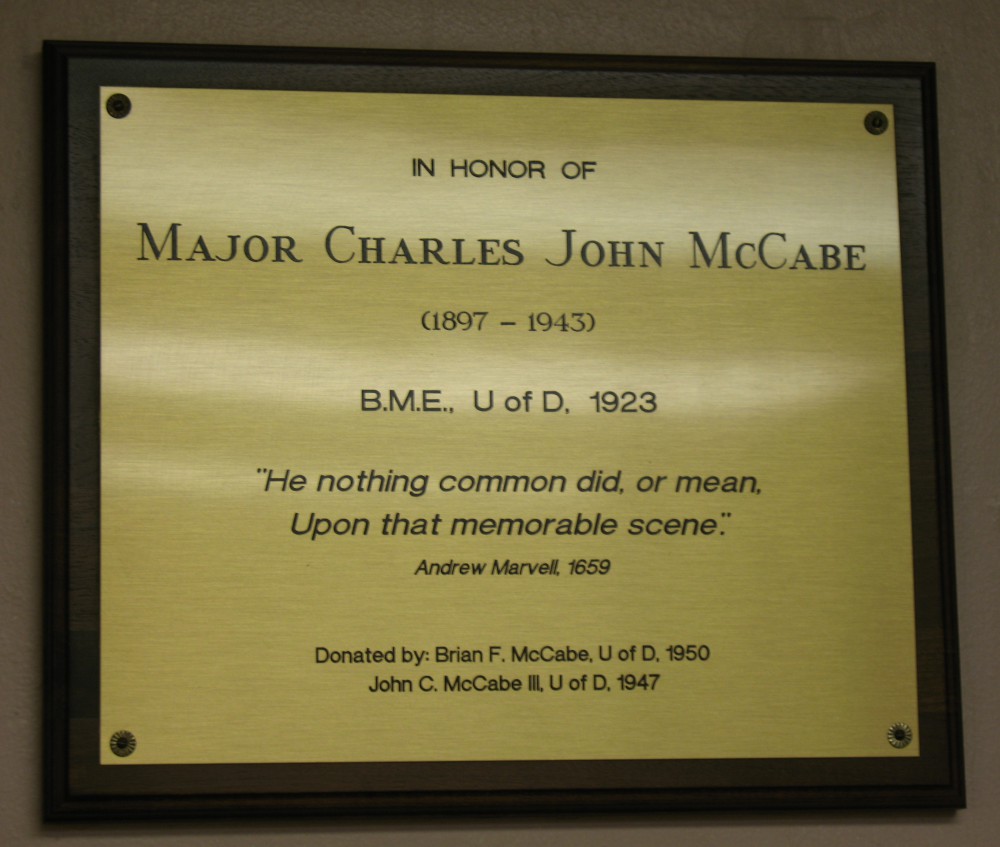 IN HONOR OF
MAJOR CHARLES JOHN MCCABE
(1897 – 1943)
B.M.E., U of D, 1923
"He nothing common did, or mean,
Upon that memorable scene."
Andrew Marvell, 1659
Donated by: Brian F. McCabe, U of D, 1950
John C. McCabe III, U of D, 1947